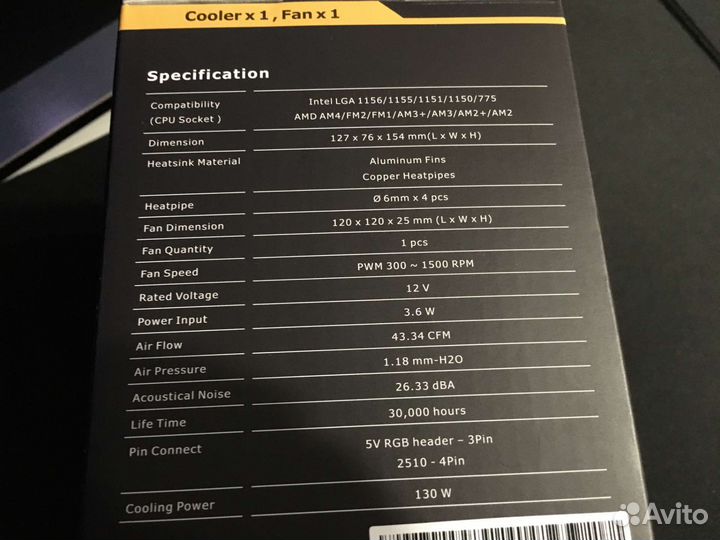 Cooler x 1 , Fan x 1
Specification
Compatibility (CPU Socket )
Intel LGA 1156/1155/1151/1150/775
AMD AM4/FM2/FM1/AM3+/AM3/AM2+/AM2
Dimension 127 x 76 x 154 mm(L x W x H)
Heatsink Material Aluminum Fins
Copper Heatpipes
Heatpipe Ø 6mm x 4 pcs
Fan Dimension 120 x 120 x 25 mm (L x W x H)
Fan Quantity 1 pcs
Fan Speed PWM 300 ~ 1500 RPM
Rated Voltage 12 V
Power Input 3.6 W
Air Flow 43.34 CFM
Air Pressure 1.18 mm-H2O
Acoustical Noise 26.33 dBA
Life Time 30,000 hours
Pin Connect 5V RGB header – 3Pin
2510 - 4Pin
Cooling Power 130 W
Avito